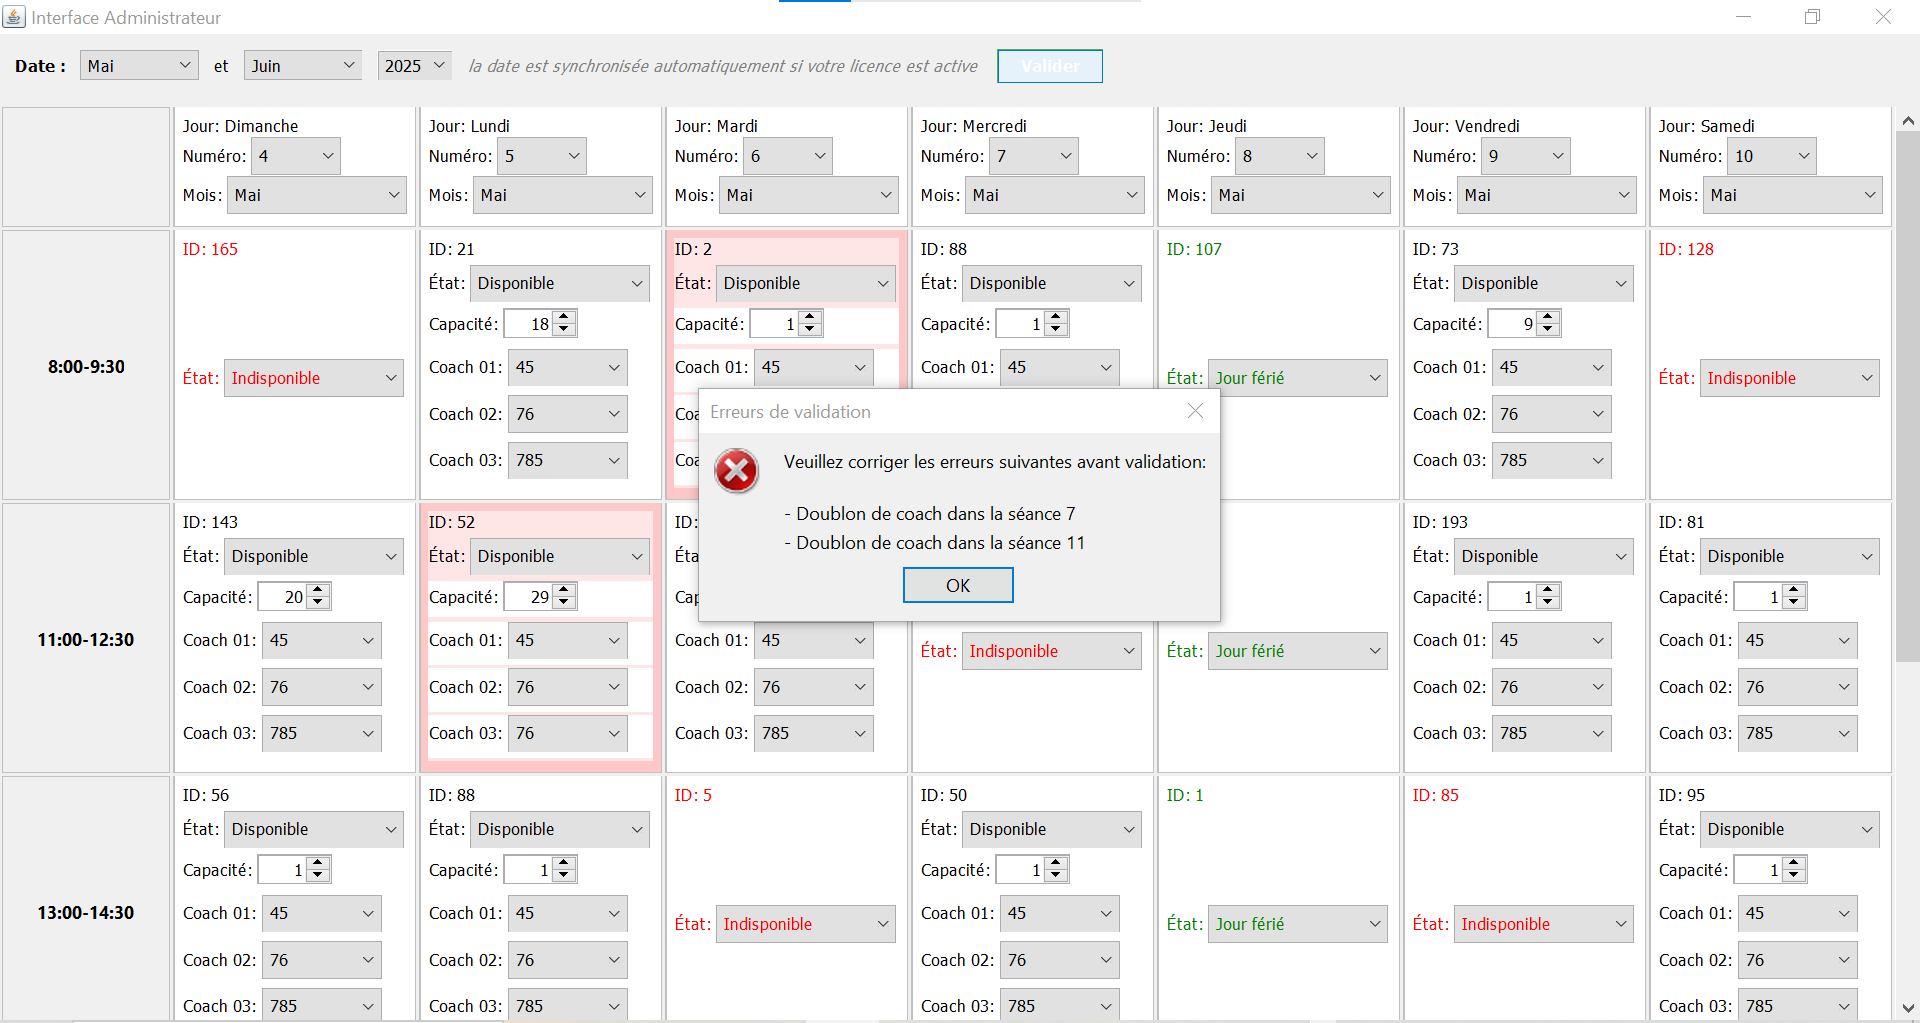 Interface Administrateur
Date : Mai et Juin 2025 la date est synchronisée automatiquement si votre licence est active Valider
Jour: Dimanche Jour: Lundi Jour: Mardi Jour: Mercredi Jour: Jeudi Jour: Vendredi Jour: Samedi
Numéro: 4 Numéro: 5 Numéro: 6 Numéro: 7 Numéro: 8 Numéro: 9 Numéro: 10
Mois: Mai Mois: Mai Mois: Mai Mois: Mai Mois: Mai Mois: Mai Mois: Mai
8:00-9:30
ID: 165
État: Indisponible
ID: 21
État: Disponible
Capacité: 18
Coach 01: 45
Coach 02: 76
Coach 03: 785
ID: 2
État: Disponible
Capacité: 1
Coach 01: 45
Coa
Coa
ID: 88
État: Disponible
Capacité: 1
Coach 01: 45
ID: 107
État: Jour férié
ID: 73
État: Disponible
Capacité: 9
Coach 01: 45
Coach 02: 76
Coach 03: 785
ID: 128
État: Indisponible
Erreurs de validation
Veuillez corriger les erreurs suivantes avant validation:
- Doublon de coach dans la séance 7
- Doublon de coach dans la séance 11
OK
11:00-12:30
ID: 143
État: Disponible
Capacité: 20
Coach 01: 45
Coach 02: 76
Coach 03: 785
ID: 52
État: Disponible
Capacité: 29
Coach 01: 45
Coach 02: 76
Coach 03: 76
ID:
Éta
Cap
Coach 01: 45
Coach 02: 76
Coach 03: 785
État: Indisponible
État: Jour férié
ID: 193
État: Disponible
Capacité: 1
Coach 01: 45
Coach 02: 76
Coach 03: 785
ID: 81
État: Disponible
Capacité: 1
Coach 01: 45
Coach 02: 76
Coach 03: 785
13:00-14:30
ID: 56
État: Disponible
Capacité: 1
Coach 01: 45
Coach 02: 76
Coach 03: 785
ID: 88
État: Disponible
Capacité: 1
Coach 01: 45
Coach 02: 76
Coach 03: 785
ID: 5
État: Indisponible
ID: 50
État: Disponible
Capacité: 1
Coach 01: 45
Coach 02: 76
Coach 03: 785
ID: 1
État: Jour férié
ID: 85
État: Indisponible
ID: 95
État: Disponible
Capacité: 1
Coach 01: 45
Coach 02: 76
Coach 03: 785